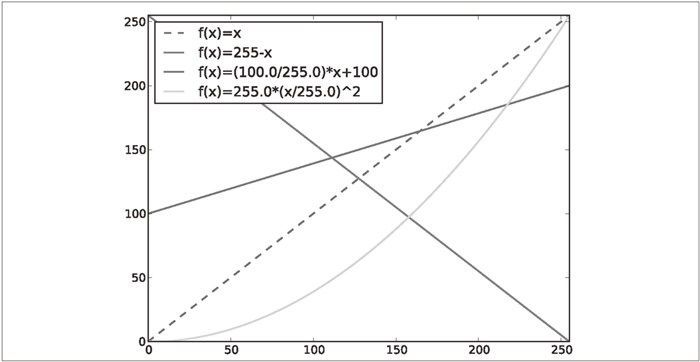 250
f(x)=x
f(x)=255-x
f(x)=(100.0/255.0)*x+100
f(x)=255.0*(x/255.0)^2
200
150
100
50
0
0 50 100 150 200 250